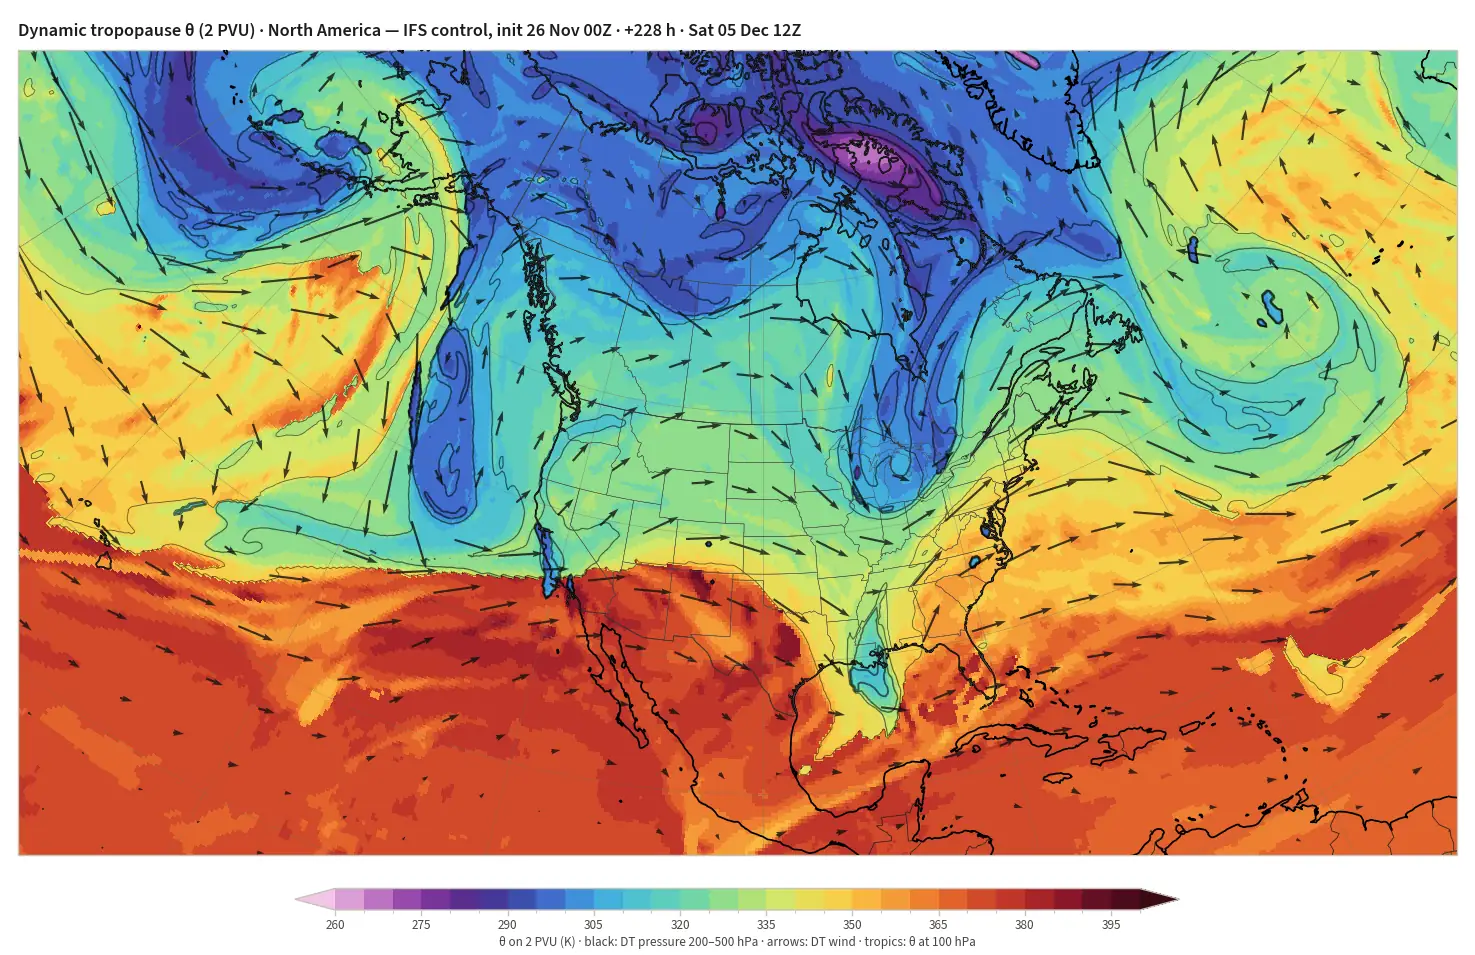 Dynamic tropopause θ (2 PVU) · North America — IFS control, init 26 Nov 00Z · +228 h · Sat 05 Dec 12Z
260 275 290 305 320 335 350 365 380 395
θ on 2 PVU (K) · black: DT pressure 200–500 hPa · arrows: DT wind · tropics: θ at 100 hPa